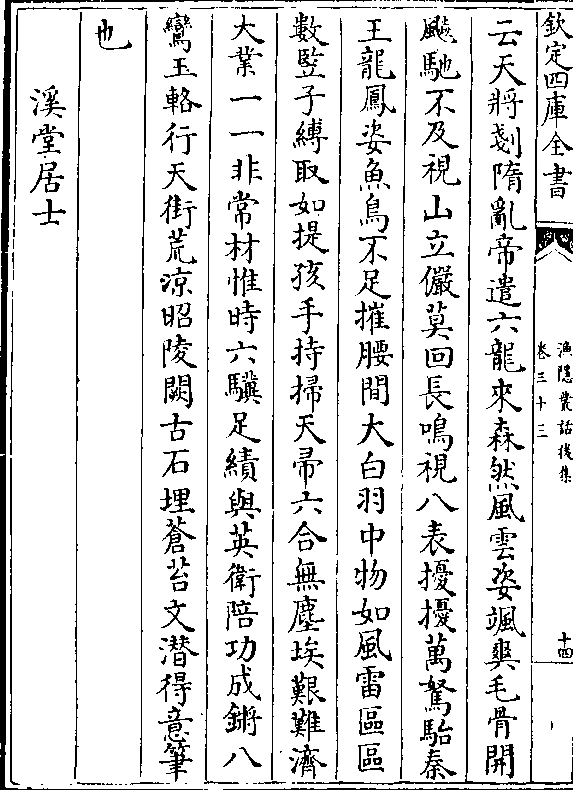 欽定四庫全書
漁隱叢話後集
卷三十三
十四
云天將剗隋亂帝遣六龍來森然風雲姿颯爽毛骨開
飈馳不及視山立儼莫回長鳴視八表擾擾萬駑駘秦
王龍鳳姿魚鳥不足摧腰間大白羽中物如風雷區區
數豎子縛取如提孩手持掃天帚六合無塵埃艱難濟
大業一一非常材惟時六驥足績與英衛陪功成鏘八
鸞玉輅行天街荒涼昭陵闕古石埋蒼苔文潛得意筆
也
溪堂居士